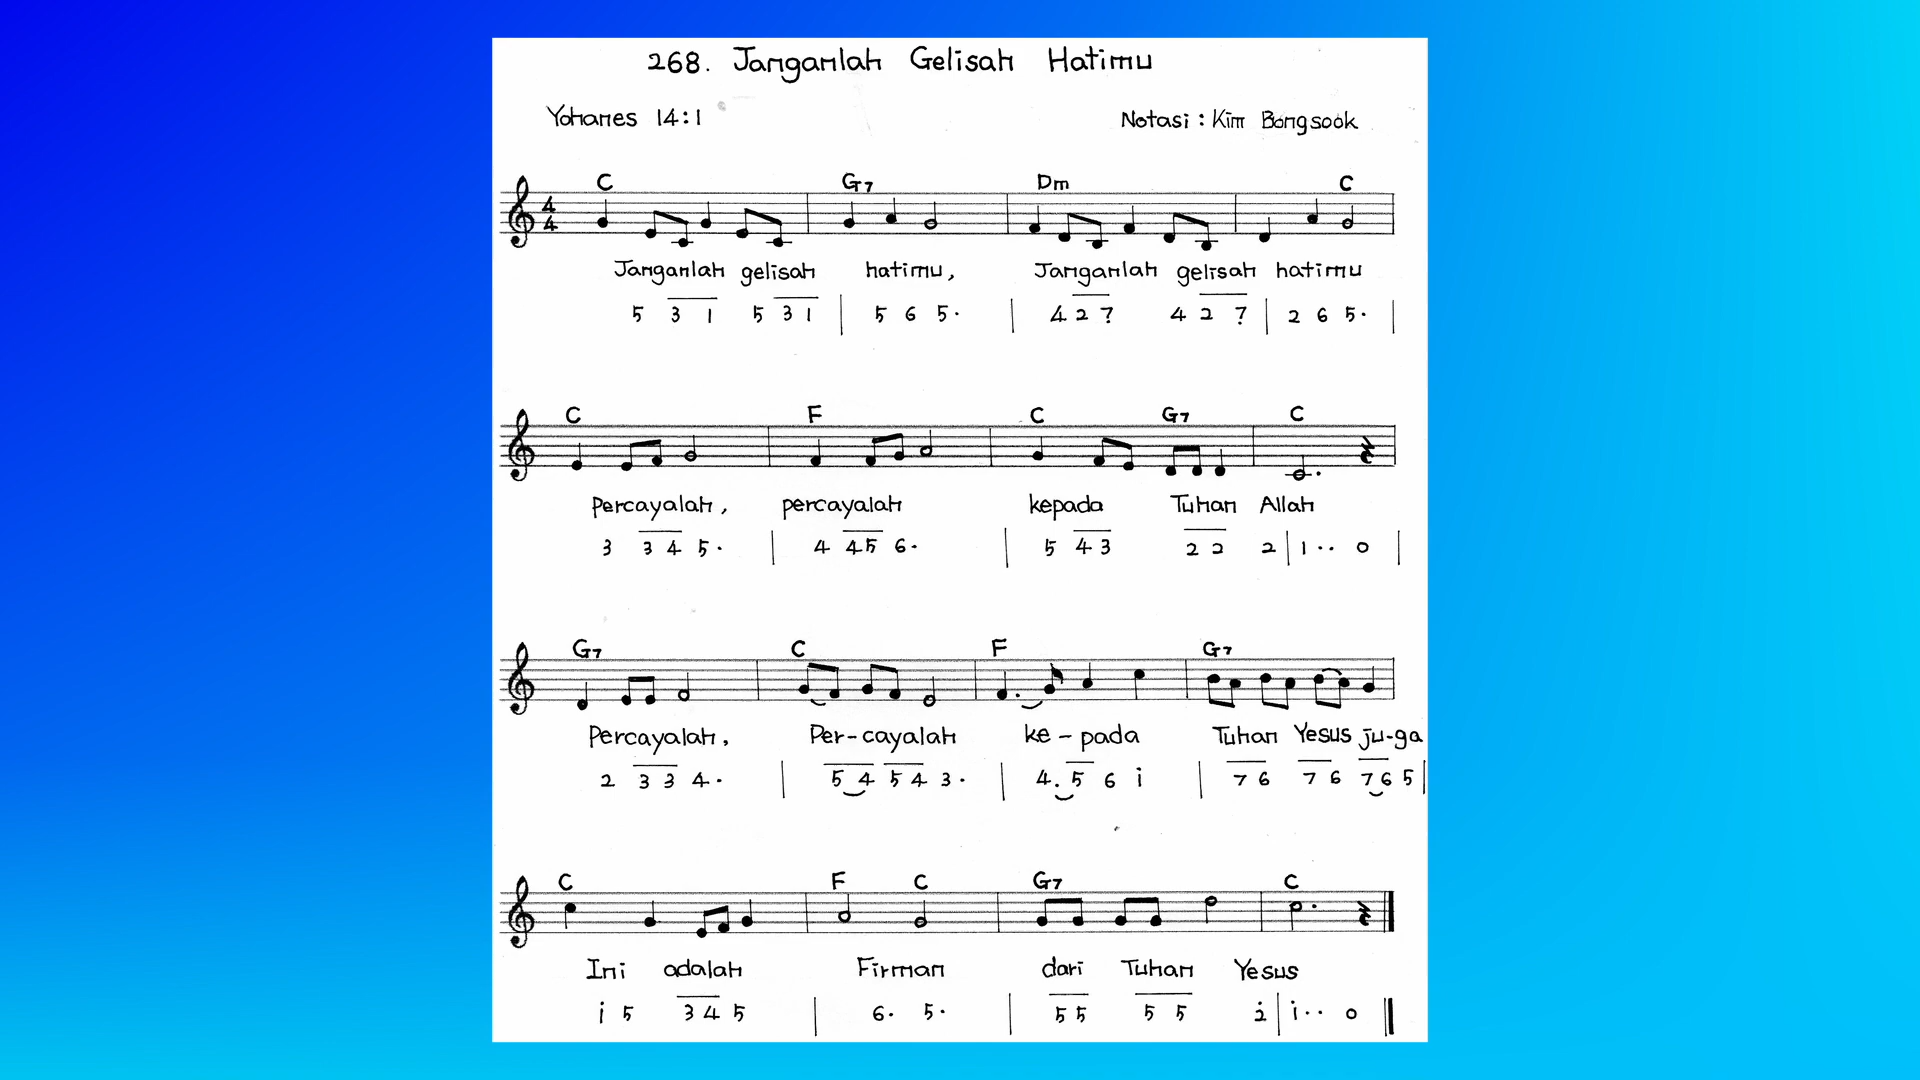 268. Janganlah Gelisah Hatimu
Yohanes 14:1 Notasi : Kim Bongsook
C G7 Dm C
4
4
Janganlah gelisah hatimu, Janganlah gelisah hatimu
5 3 1 5 3 1 | 5 6 5· | 4 2 7̣ 4 2 7̣ | 2 6 5· |
C F C G7 C
Percayalah, percayalah kepada Tuhan Allah
3 3 4 5· | 4 4 5 6· | 5 4 3 2 2 2 | 1·· 0 |
G7 C F G7
Percayalah, Per-cayalah ke-pada Tuhan Yesus ju-ga
2 3 3 4· | 5 4 5 4 3· | 4. 5 6 i | 7 6 7 6 7 6 5 |
C F C G7 C
Ini adalah Firman dari Tuhan Yesus
i 5 3 4 5 | 6· 5· | 5 5 5 5 2̇ | i·· 0 ‖